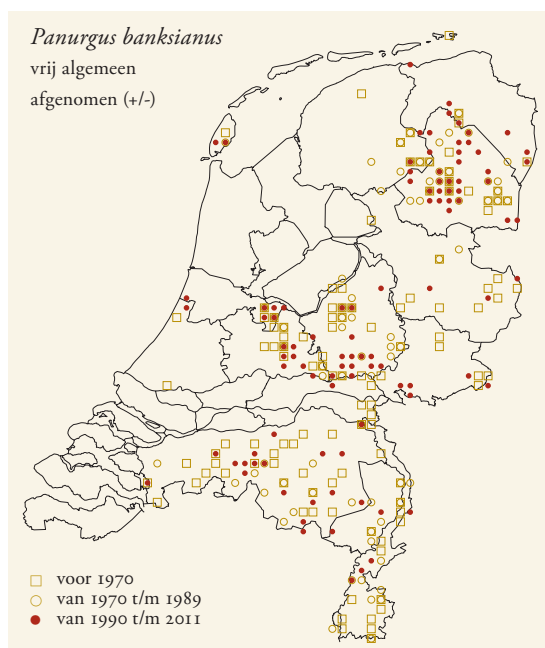 Panurgus banksianus
vrij algemeen
afgenomen (+/-)
voor 1970
van 1970 t/m 1989
van 1990 t/m 2011